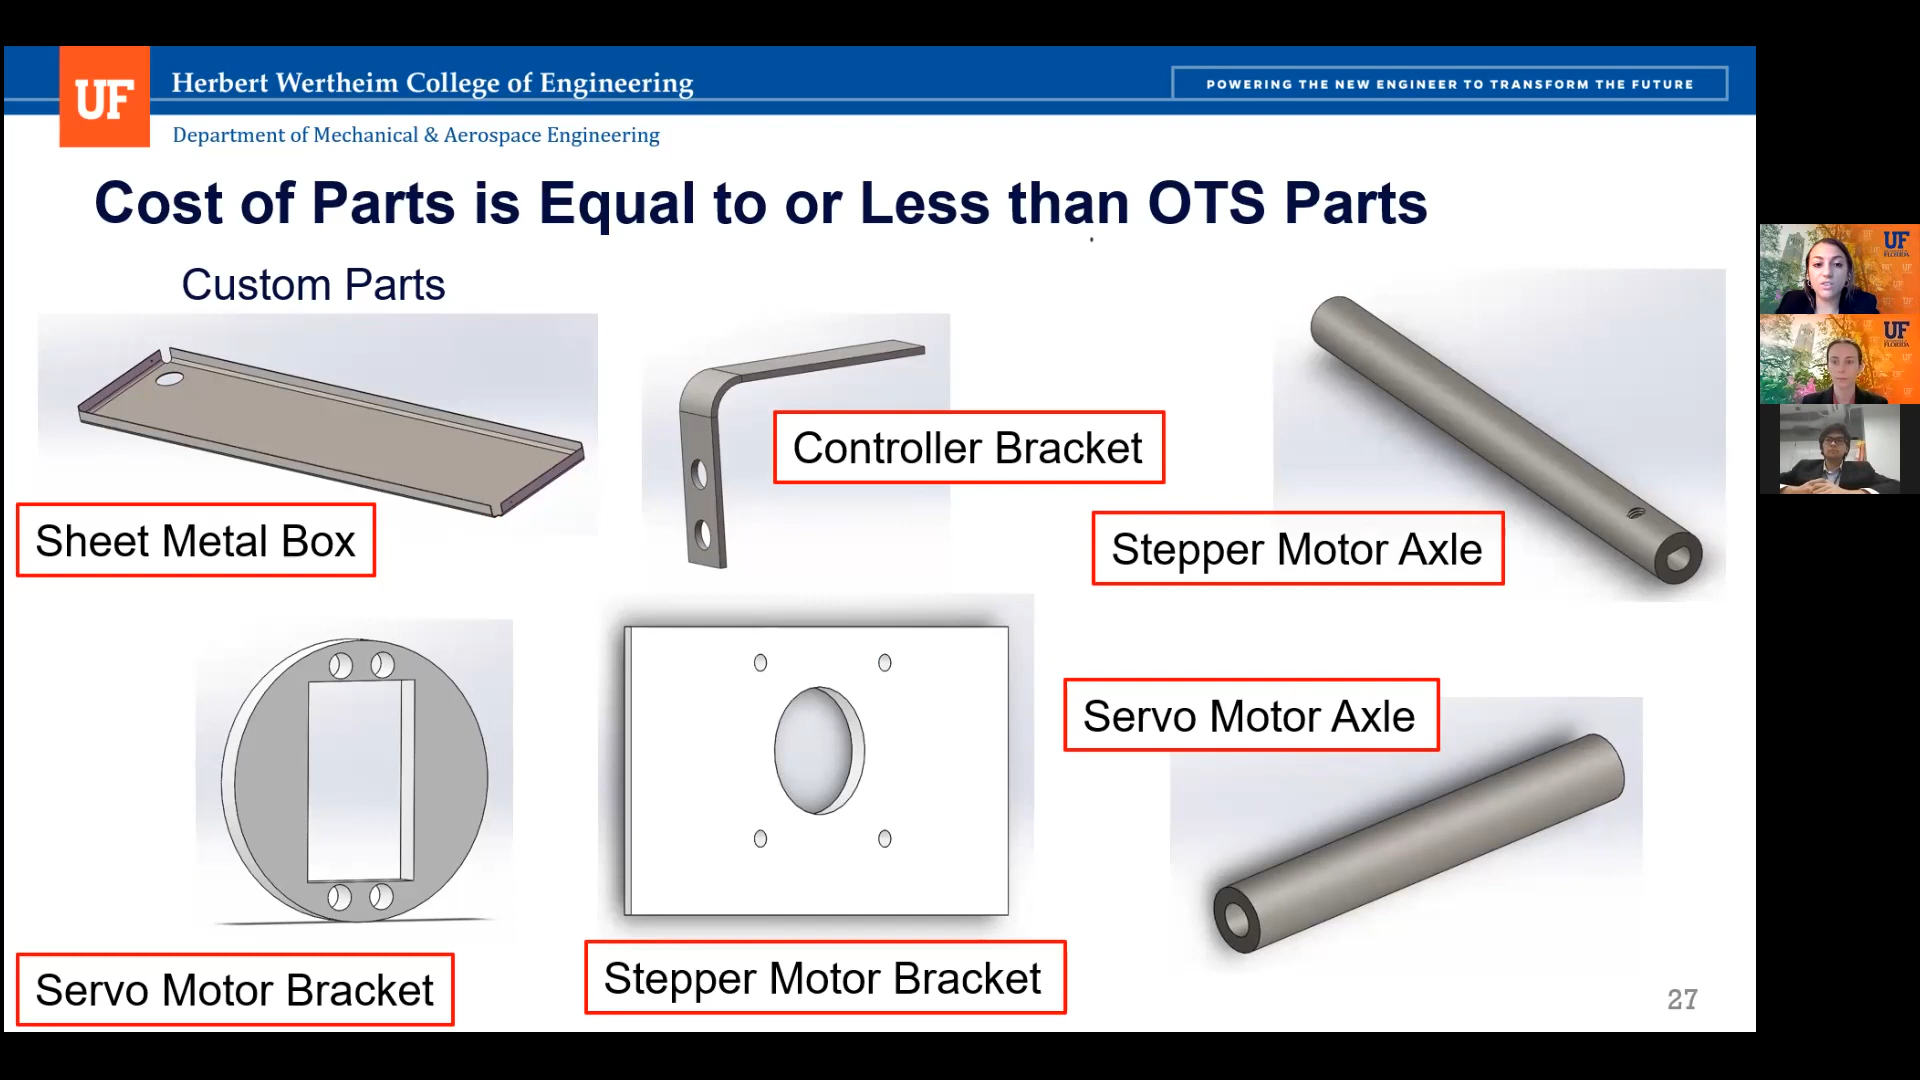 UF
Herbert Wertheim College of Engineering
POWERING THE NEW ENGINEER TO TRANSFORM THE FUTURE
Department of Mechanical & Aerospace Engineering
Cost of Parts is Equal to or Less than OTS Parts
Custom Parts
Controller Bracket
Sheet Metal Box
Stepper Motor Axle
Servo Motor Axle
Servo Motor Bracket
Stepper Motor Bracket
27
UF
FLORIDA
UF
FLORIDA